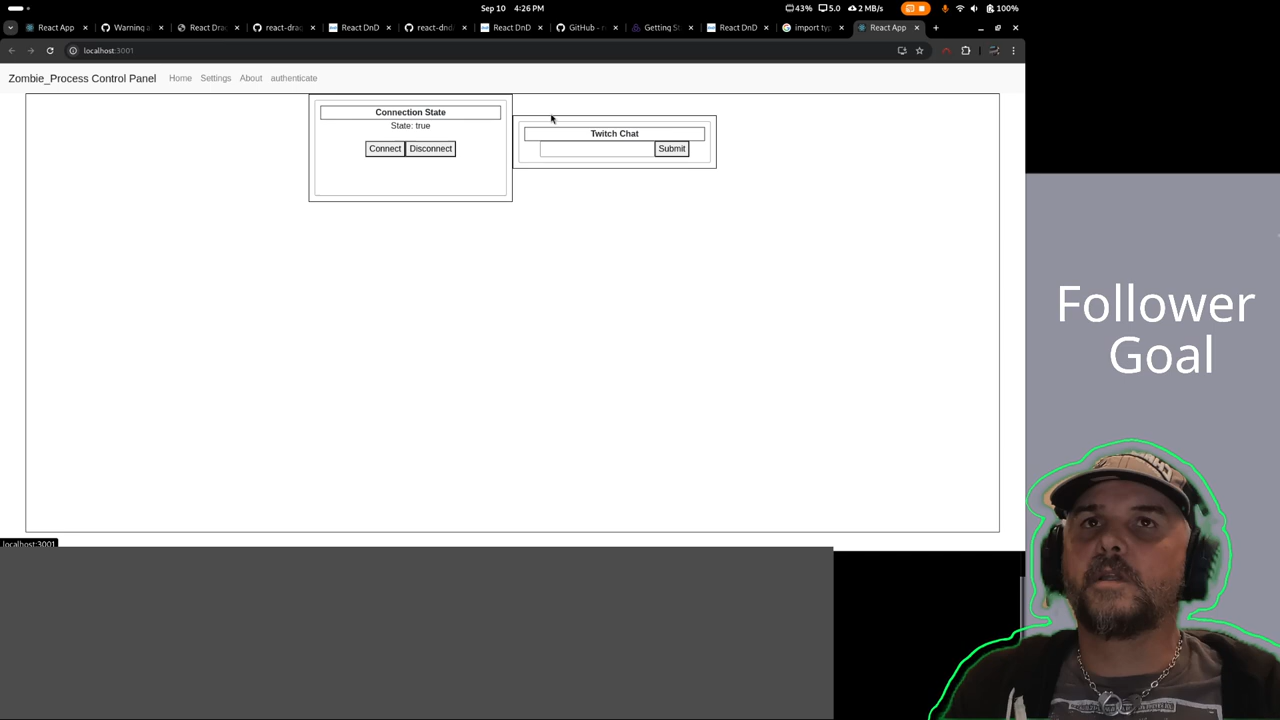 Sep 10 4:26 PM
43% 5.0 2 MB/s 100%
React App
Warning a
React Dra
react-drag
React DnD
react-dnd/
React DnD
GitHub - r
Getting St
React DnD
import typ
React App
localhost:3001
Zombie_Process Control Panel Home Settings About authenticate
Connection State
State: true
Connect Disconnect
Twitch Chat
Submit
localhost:3001
Follower
Goal